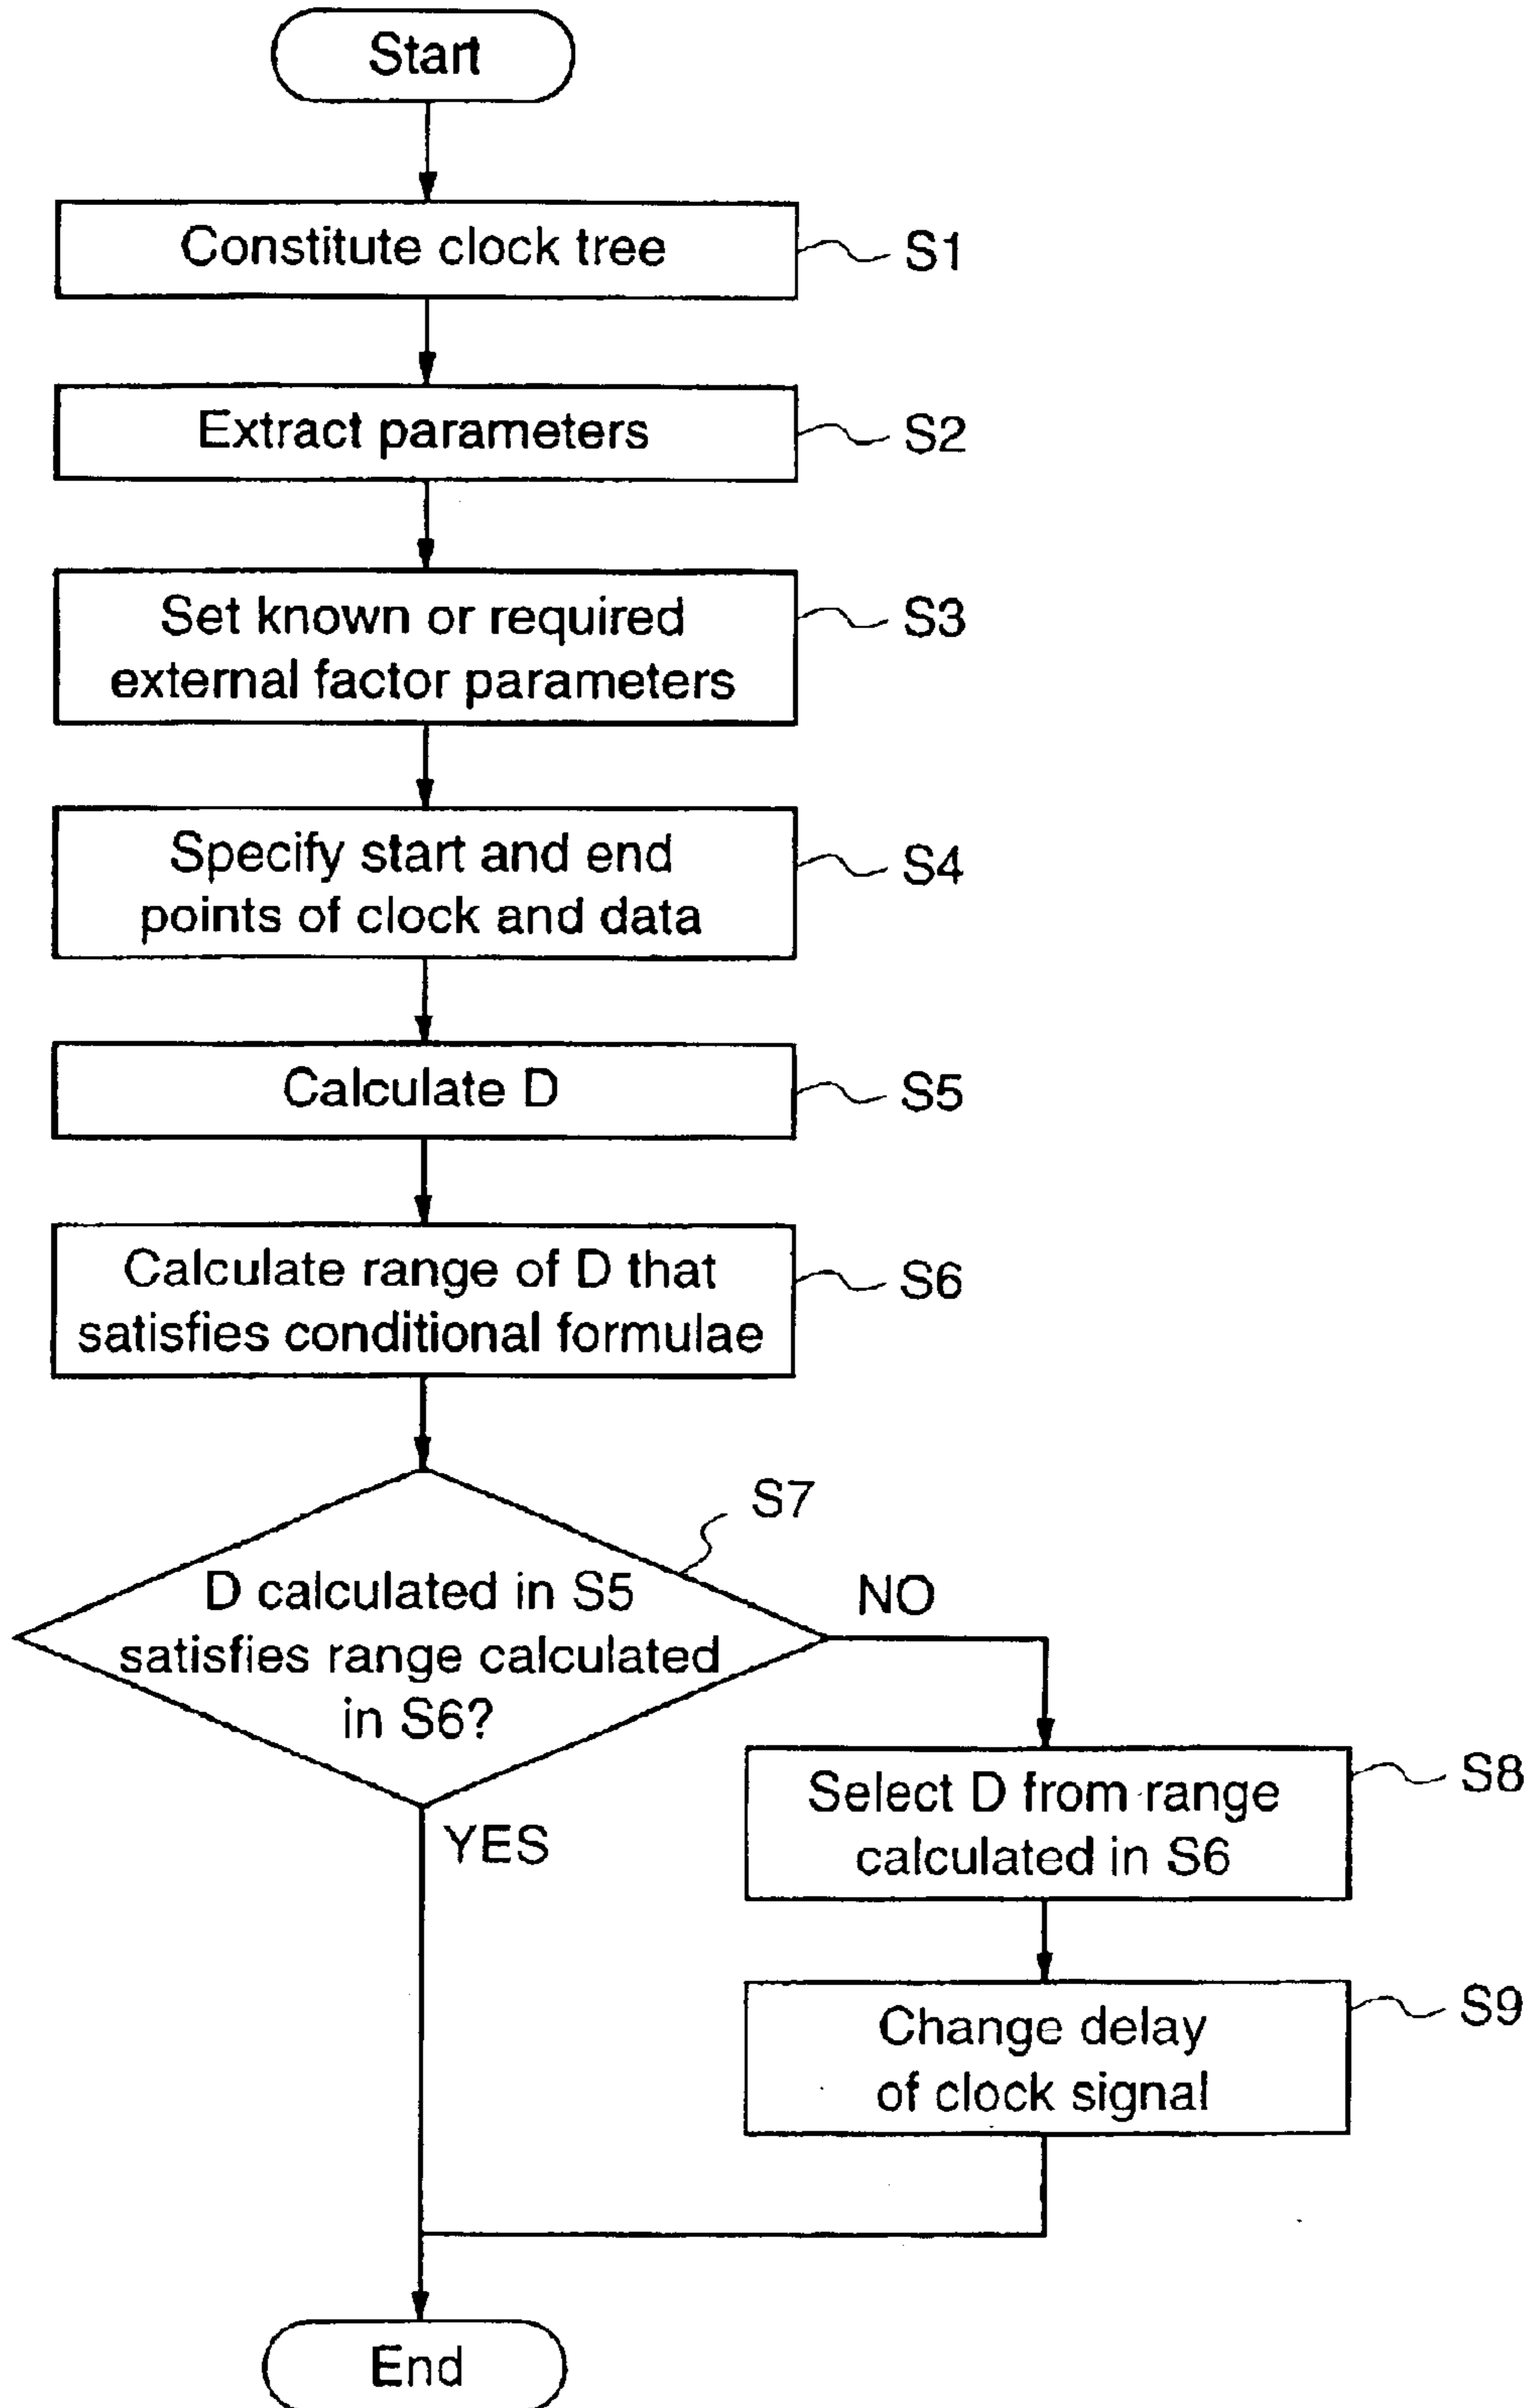 Start
Constitute clock tree
S1
Extract parameters
S2
Set known or required
external factor parameters
S3
Specify start and end
points of clock and data
S4
Calculate D
S5
Calculate range of D that
satisfies conditional formulae
S6
S7
D calculated in S5
satisfies range calculated
in S6?
NO
YES
Select D from range
calculated in S6
S8
Change delay
of clock signal
S9
End